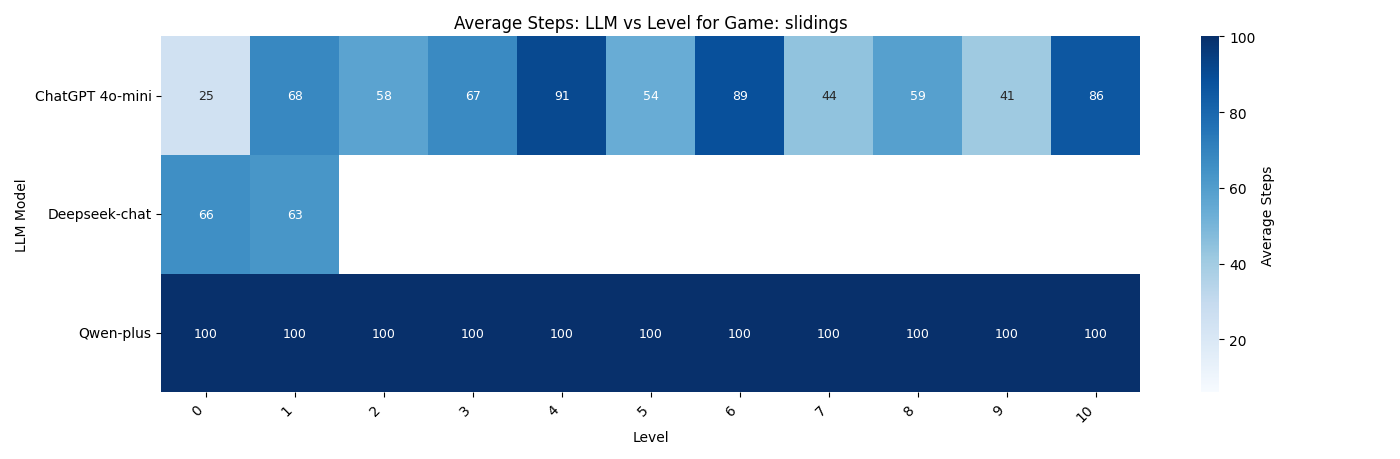 Average Steps: LLM vs Level for Game: slidings
LLM Model
ChatGPT 4o-mini
25 68 58 67 91 54 89 44 59 41 86
Deepseek-chat
66 63
Qwen-plus
100 100 100 100 100 100 100 100 100 100 100
0 1 2 3 4 5 6 7 8 9 10
Level
100
80
60
40
20
Average Steps